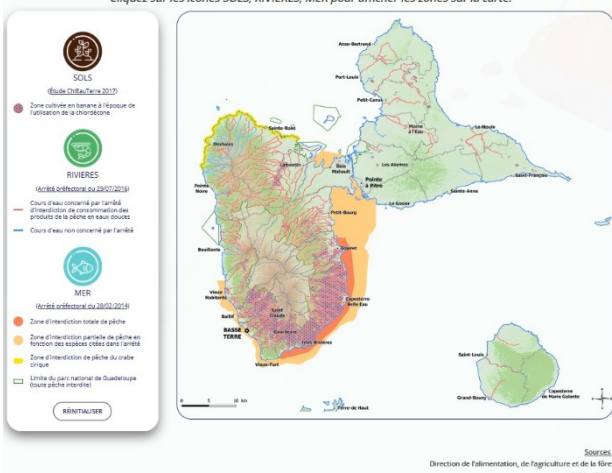 Cliquez sur les icônes SOLS, RIVIERES, MER pour afficher les zones sur la carte.
SOLS
(Étude ChlBauTerre 2017)
Zone cultivée en banane à l'époque de
l'utilisation de la chlordécone
RIVIERES
(Arrêté préfectoral du 29/07/2016)
Cours d'eau concerné par l'arrêté
d'interdiction de consommation des
produits de la pêche en eaux douces
Cours d'eau non concerné par l'arrêté
MER
(Arrêté préfectoral du 28/02/2014)
Zone d'interdiction totale de pêche
Zone d'interdiction partielle de pêche en
fonction des espèces citées dans l'arrêté
Zone d'interdiction de pêche du crabe
cirique
Limite du parc national de Guadeloupe
(toute pêche interdite)
RÉINITIALISER
Anse-Bertrand
Port-Louis
Petit-Canal
Morne
à l'Eau
Le Moule
Sainte-Rose
Deshaies
Lamentin
Baie
Mahault
Les Abymes
Pointe
à Pitre
Saint-François
Sainte-Anne
Le Gosier
Pointe
Noire
Petit-Bourg
Goyave
Bouillante
Vieux
Habitants
Capesterre
Belle Eau
Saint
Claude
Baillif
BASSE
TERRE
Gourbeyre
Trois Rivières
Vieux-Fort
Terre de Haut
Saint-Louis
Grand-Bourg
Capesterre
de Marie Galante
0 5 10 km
Sources
Direction de l'alimentation, de l'agriculture et de la fore